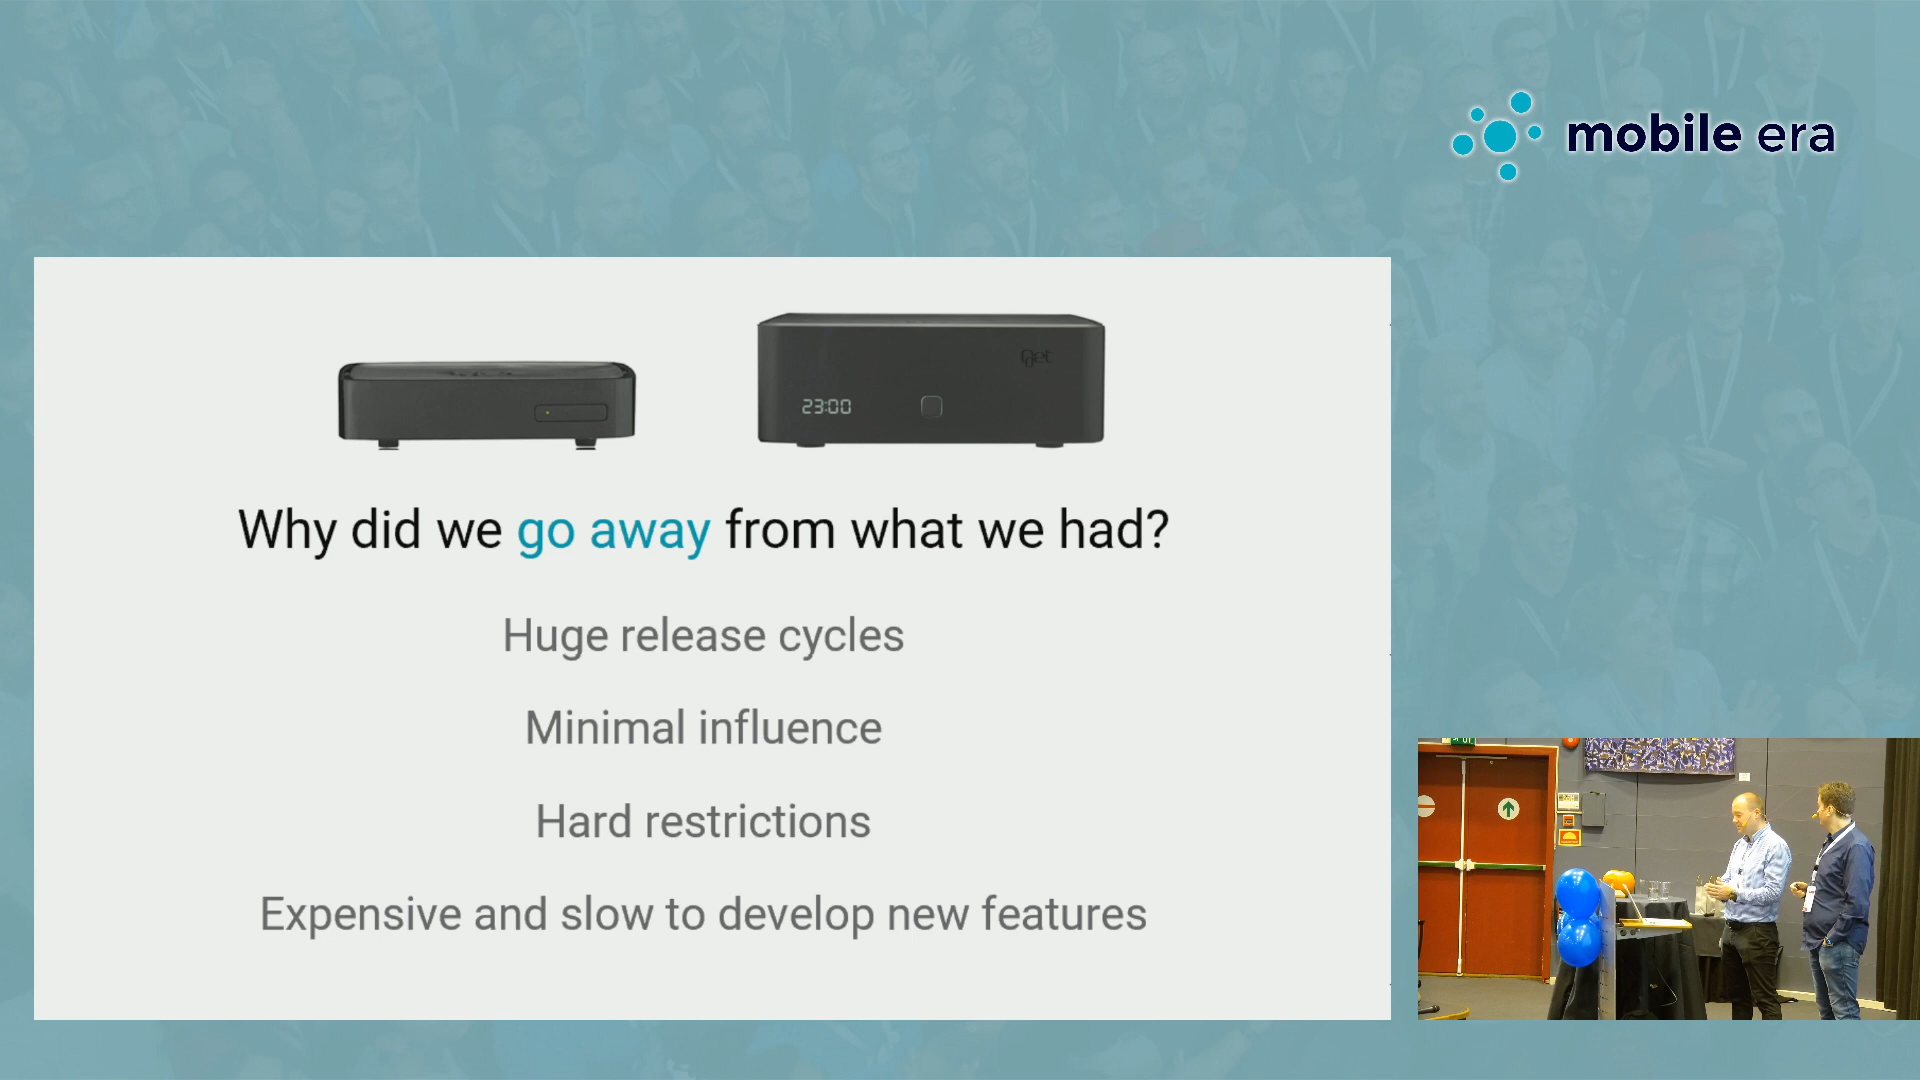 mobile era
Get
23:00
Why did we go away from what we had?
Huge release cycles
Minimal influence
Hard restrictions
Expensive and slow to develop new features